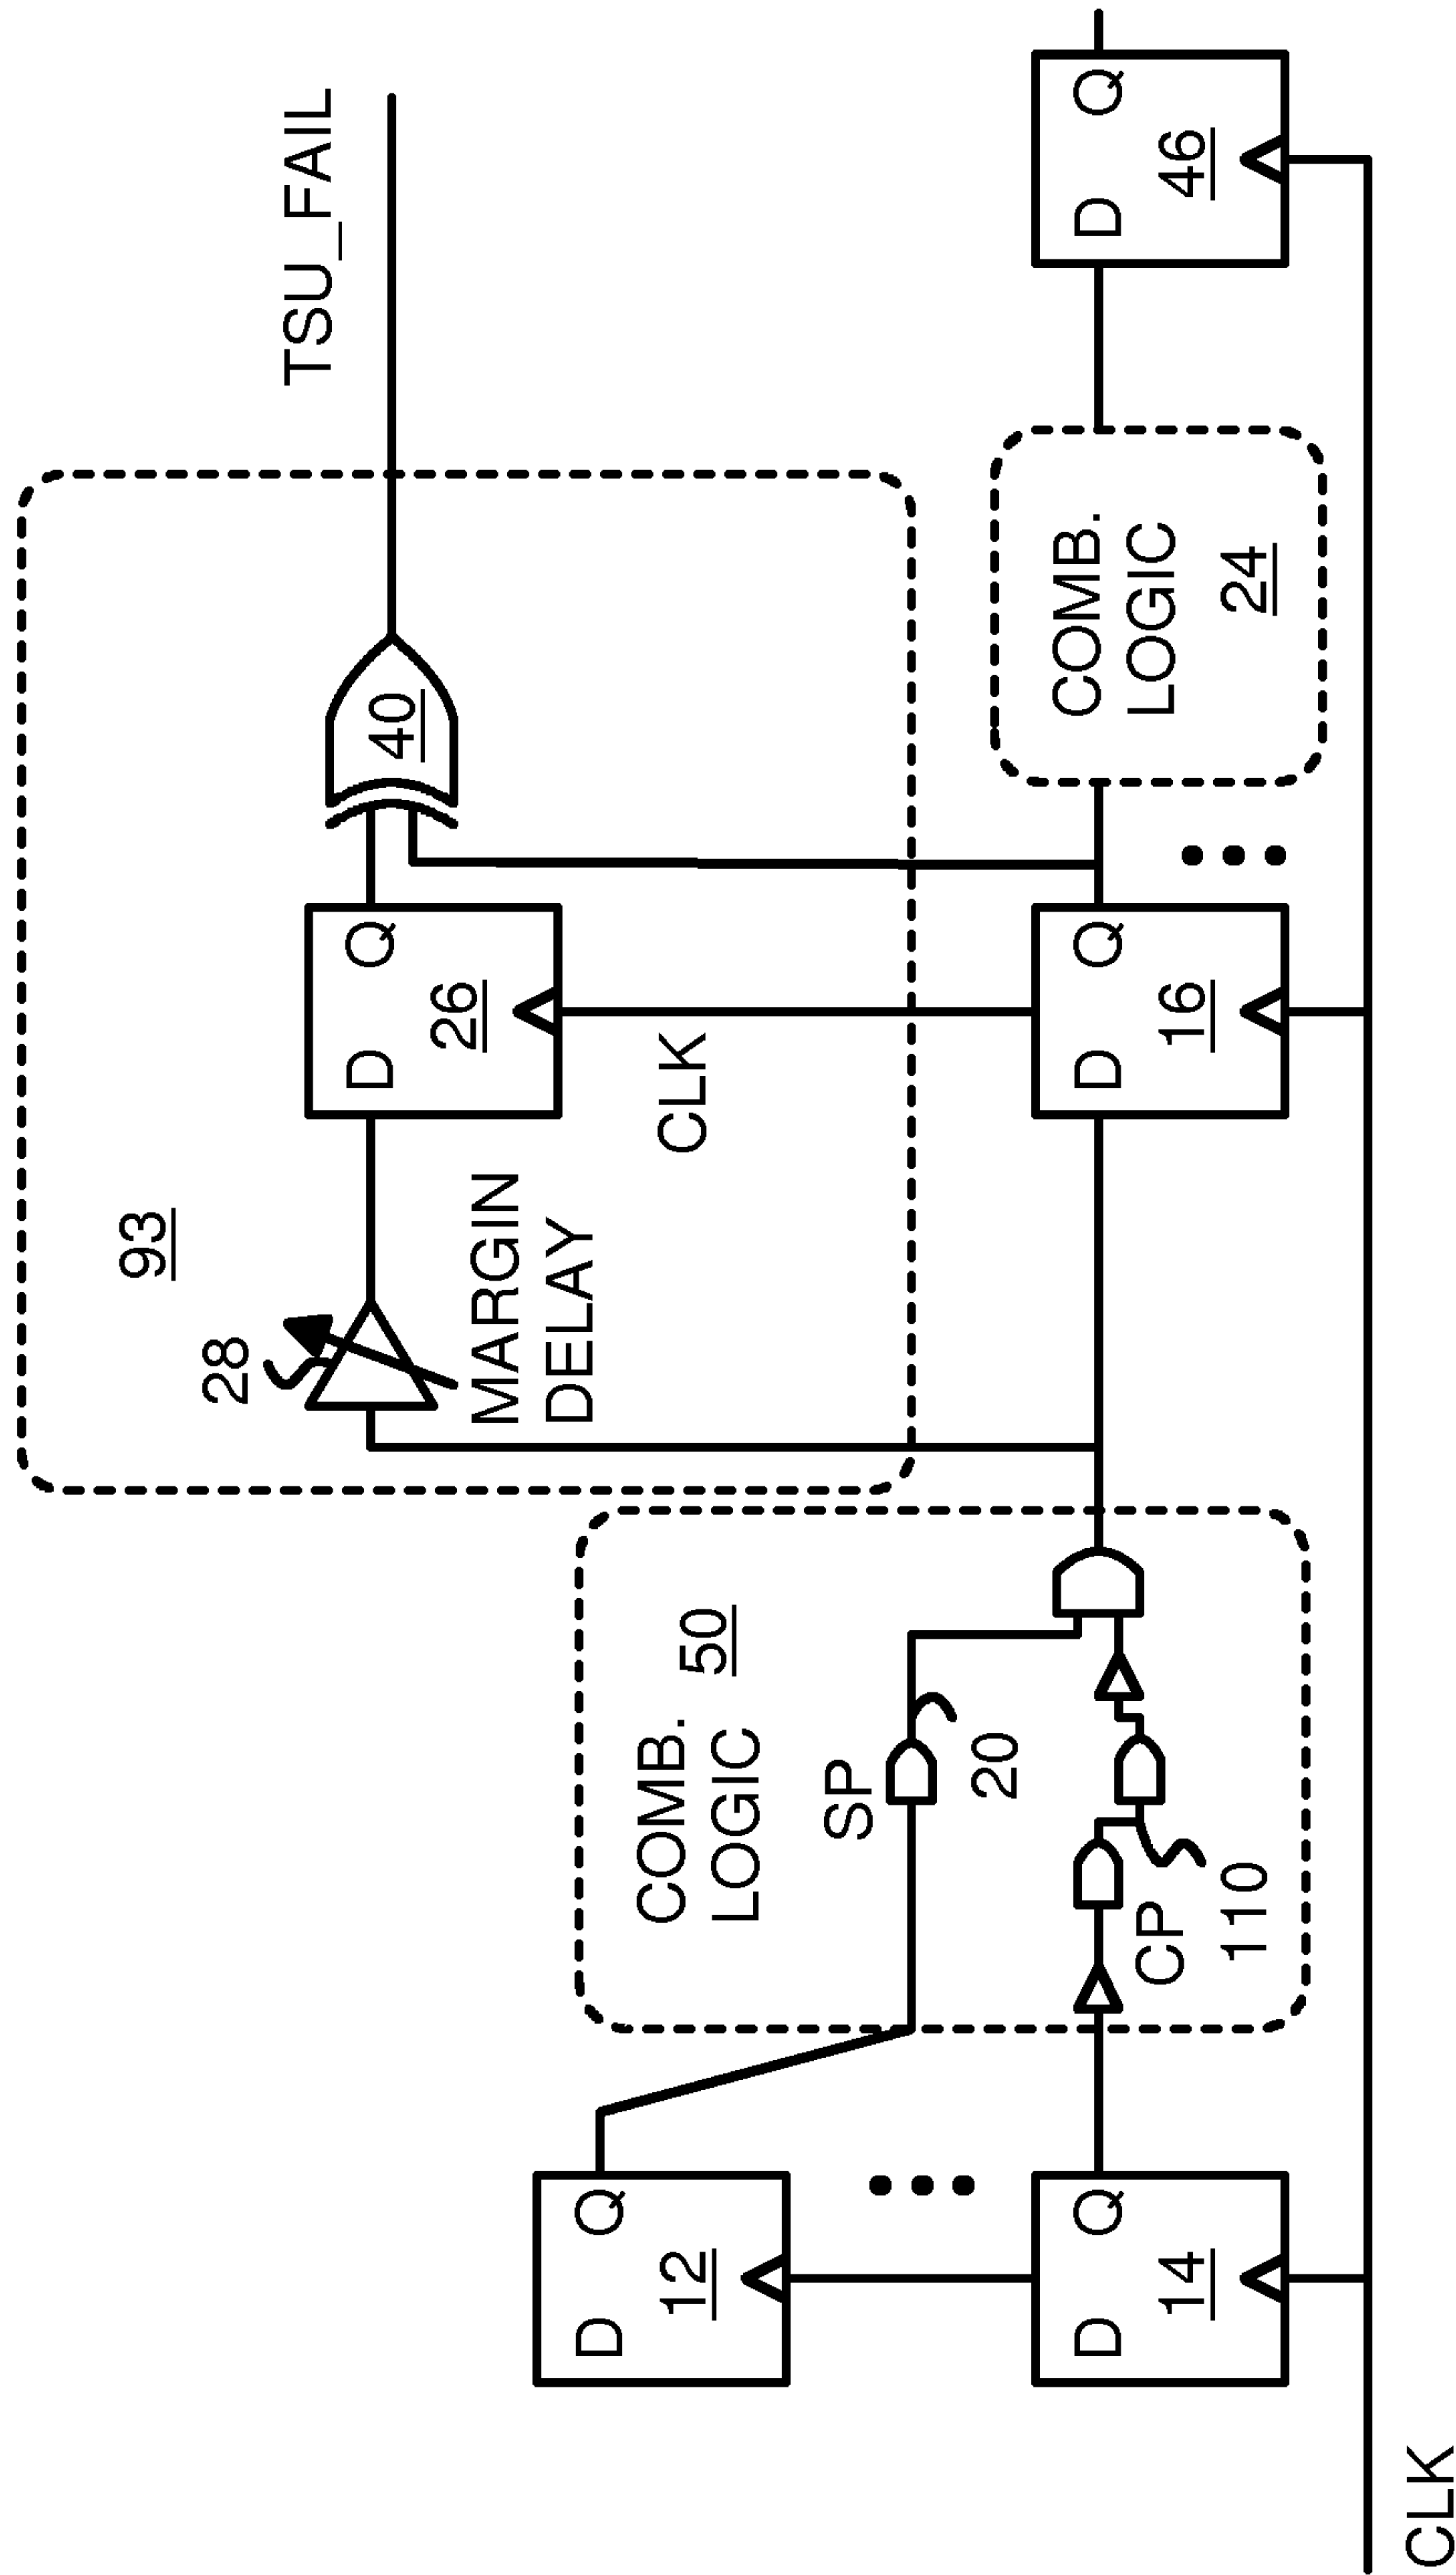 93
TSU_FAIL
28
D Q
26
40
MARGIN
DELAY
CLK
COMB.
LOGIC
50
SP
20
CP
110
D Q
12
D Q
14
D Q
16
COMB.
LOGIC
24
D Q
46
CLK